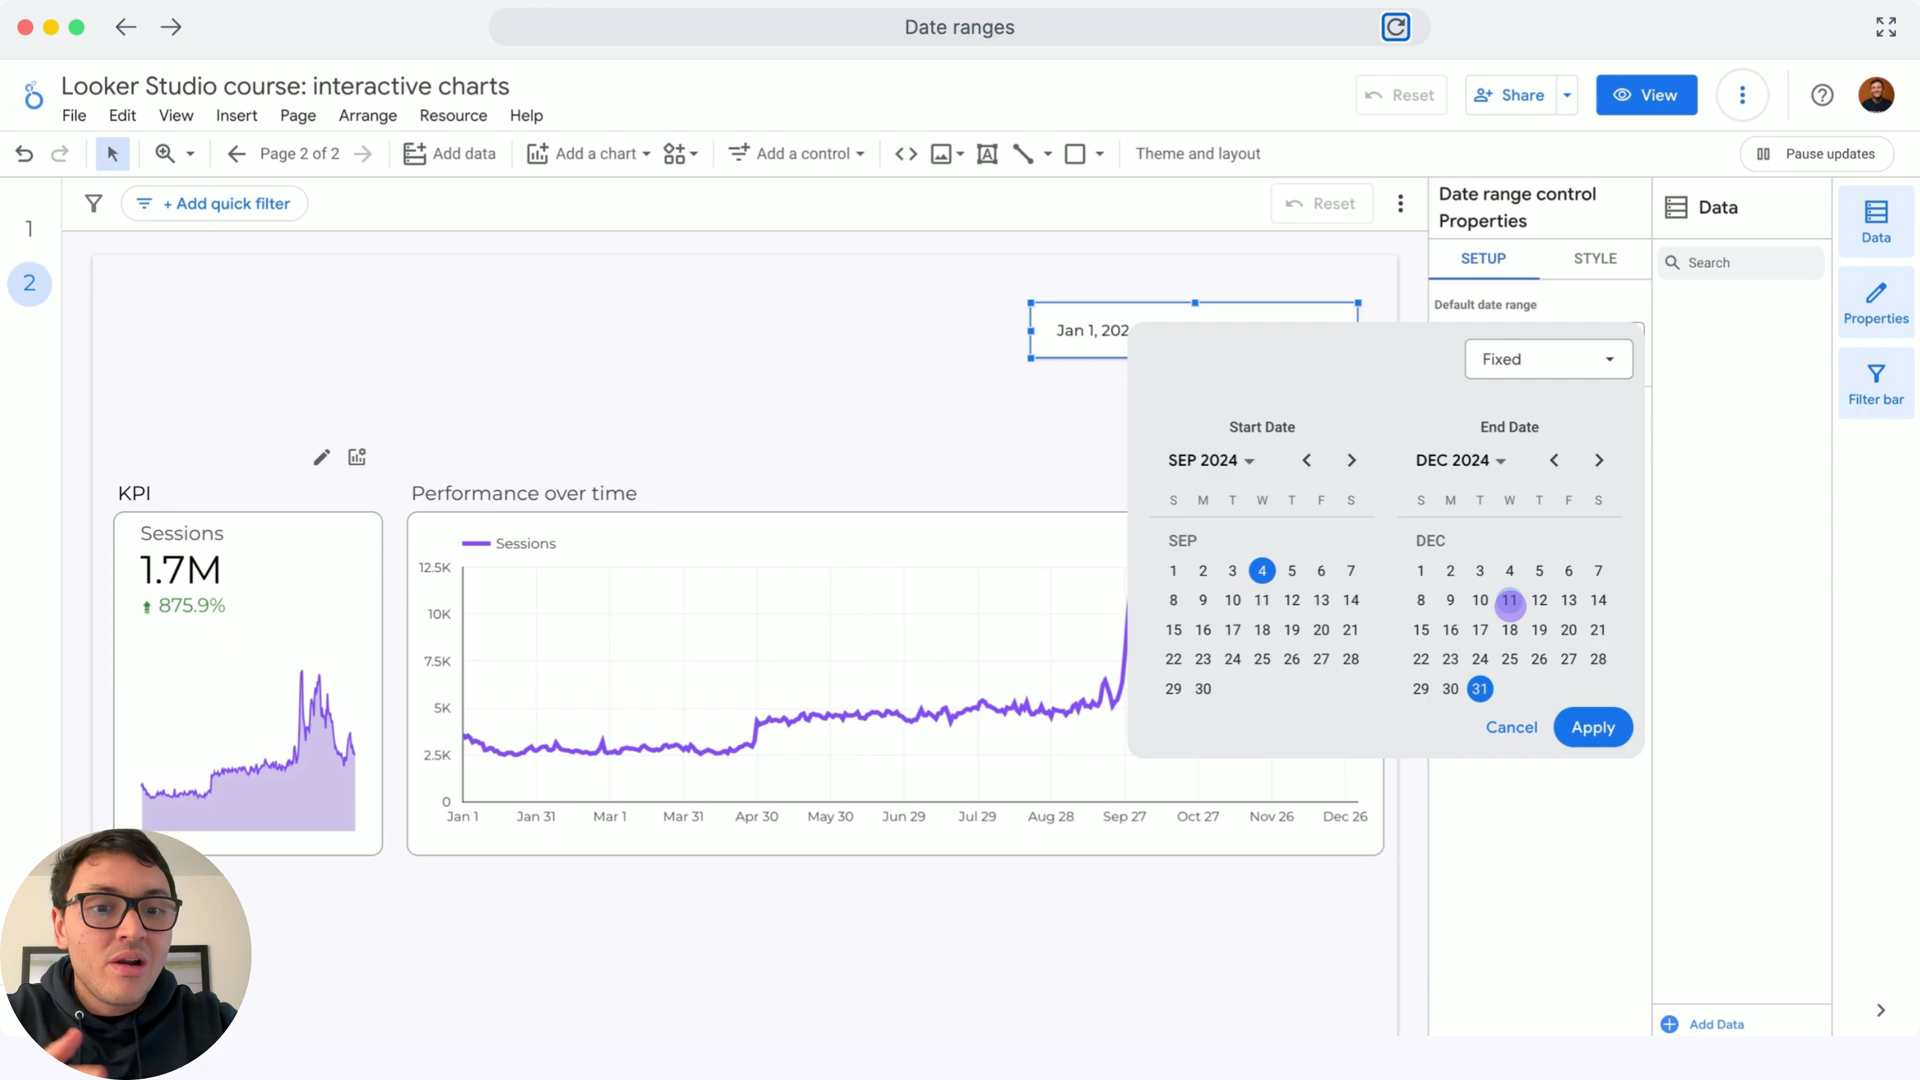 Date ranges
Looker Studio course: interactive charts
Reset
Share
View
File Edit View Insert Page Arrange Resource Help
Page 2 of 2
Add data
Add a chart
Add a control
Theme and layout
Pause updates
+ Add quick filter
Reset
1
2
Date range control
Properties
SETUP STYLE
Default date range
Data
Search
Data
Properties
Filter bar
Jan 1, 202
Fixed
Start Date
SEP 2024
S M T W T F S
SEP
1 2 3 4 5 6 7
8 9 10 11 12 13 14
15 16 17 18 19 20 21
22 23 24 25 26 27 28
29 30
End Date
DEC 2024
S M T W T F S
DEC
1 2 3 4 5 6 7
8 9 10 11 12 13 14
15 16 17 18 19 20 21
22 23 24 25 26 27 28
29 30 31
Cancel Apply
KPI
Sessions
1.7M
875.9%
Performance over time
Sessions
12.5K
10K
7.5K
5K
2.5K
0
Jan 1 Jan 31 Mar 1 Mar 31 Apr 30 May 30 Jun 29 Jul 29 Aug 28 Sep 27 Oct 27 Nov 26 Dec 26
Add Data